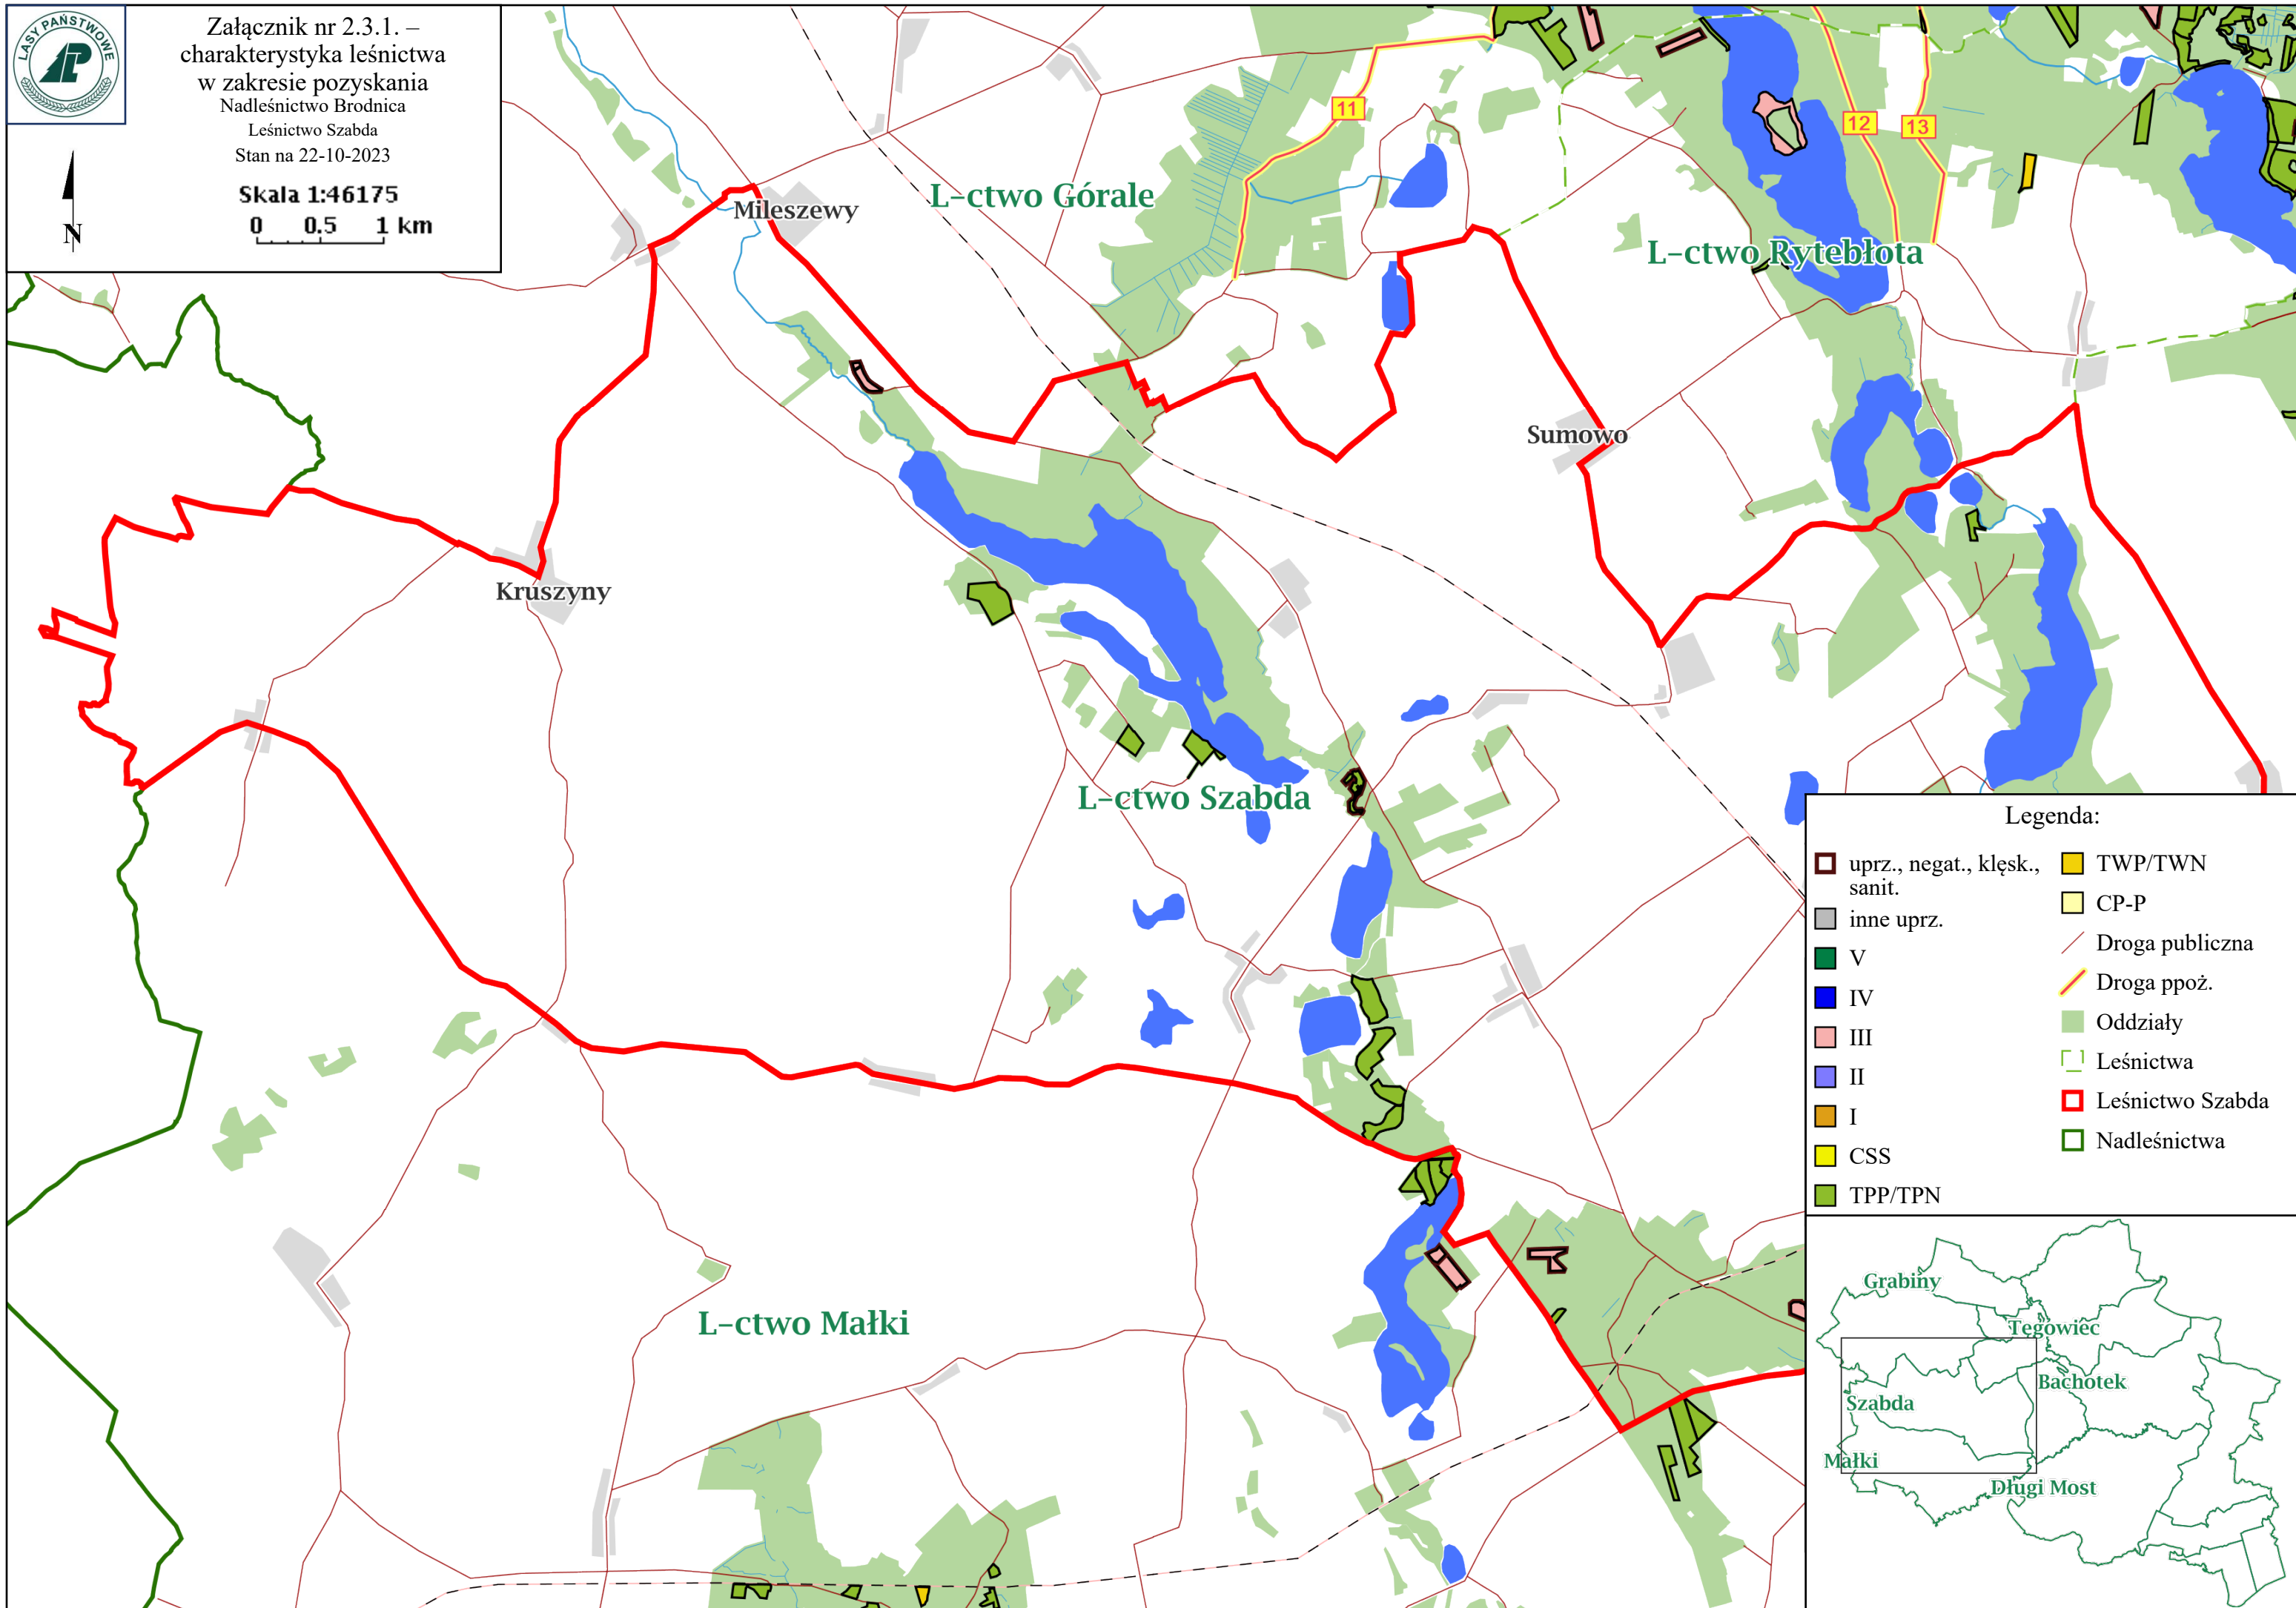 LASY PAŃSTWOWE
Załącznik nr 2.3.1. –
charakterystyka leśnictwa
w zakresie pozyskania
Nadleśnictwo Brodnica
Leśnictwo Szabda
Stan na 22-10-2023
Skala 1:46175
0 0.5 1 km
N
11
12
13
L-ctwo Górale
Mileszewy
L-ctwo Rytebłota
Sumowo
Kruszyny
L-ctwo Szabda
L-ctwo Małki
Legenda:
uprz., negat., klęsk.,
sanit.
inne uprz.
V
IV
III
II
I
CSS
TPP/TPN
TWP/TWN
CP-P
Droga publiczna
Droga ppoż.
Oddziały
Leśnictwa
Leśnictwo Szabda
Nadleśnictwa
Grabiny
Tęgowiec
Bachotek
Szabda
Małki
Długi Most